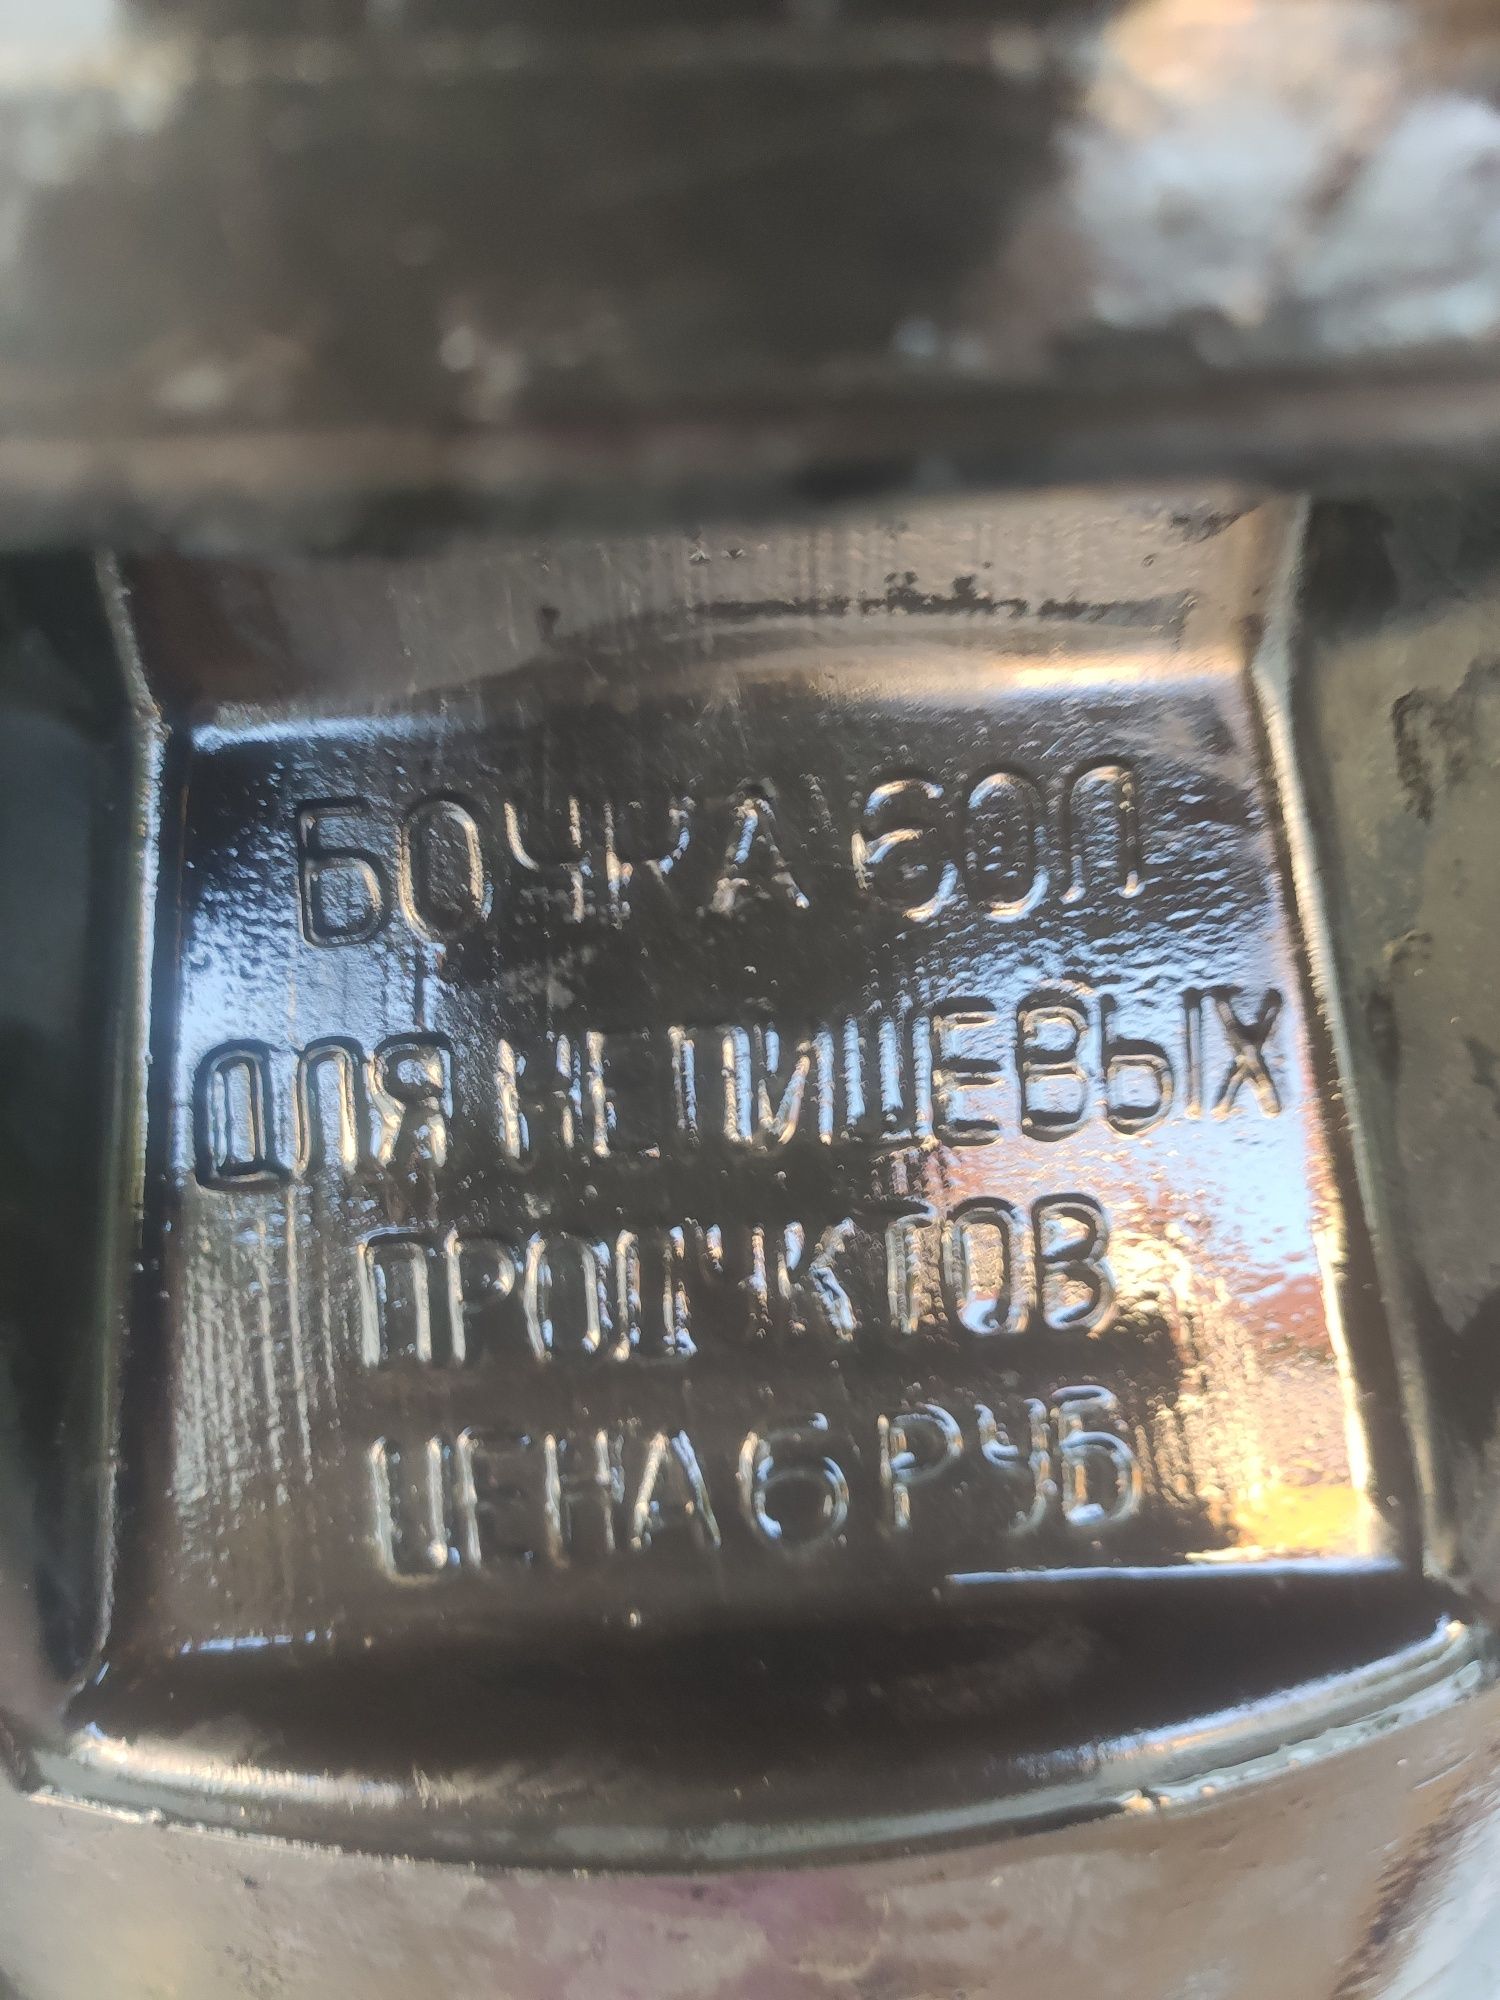 БОЧКА 60Л
ДЛЯ НЕПИЩЕВЫХ
ПРОДУКТОВ
ЦЕНА 6 РУБ